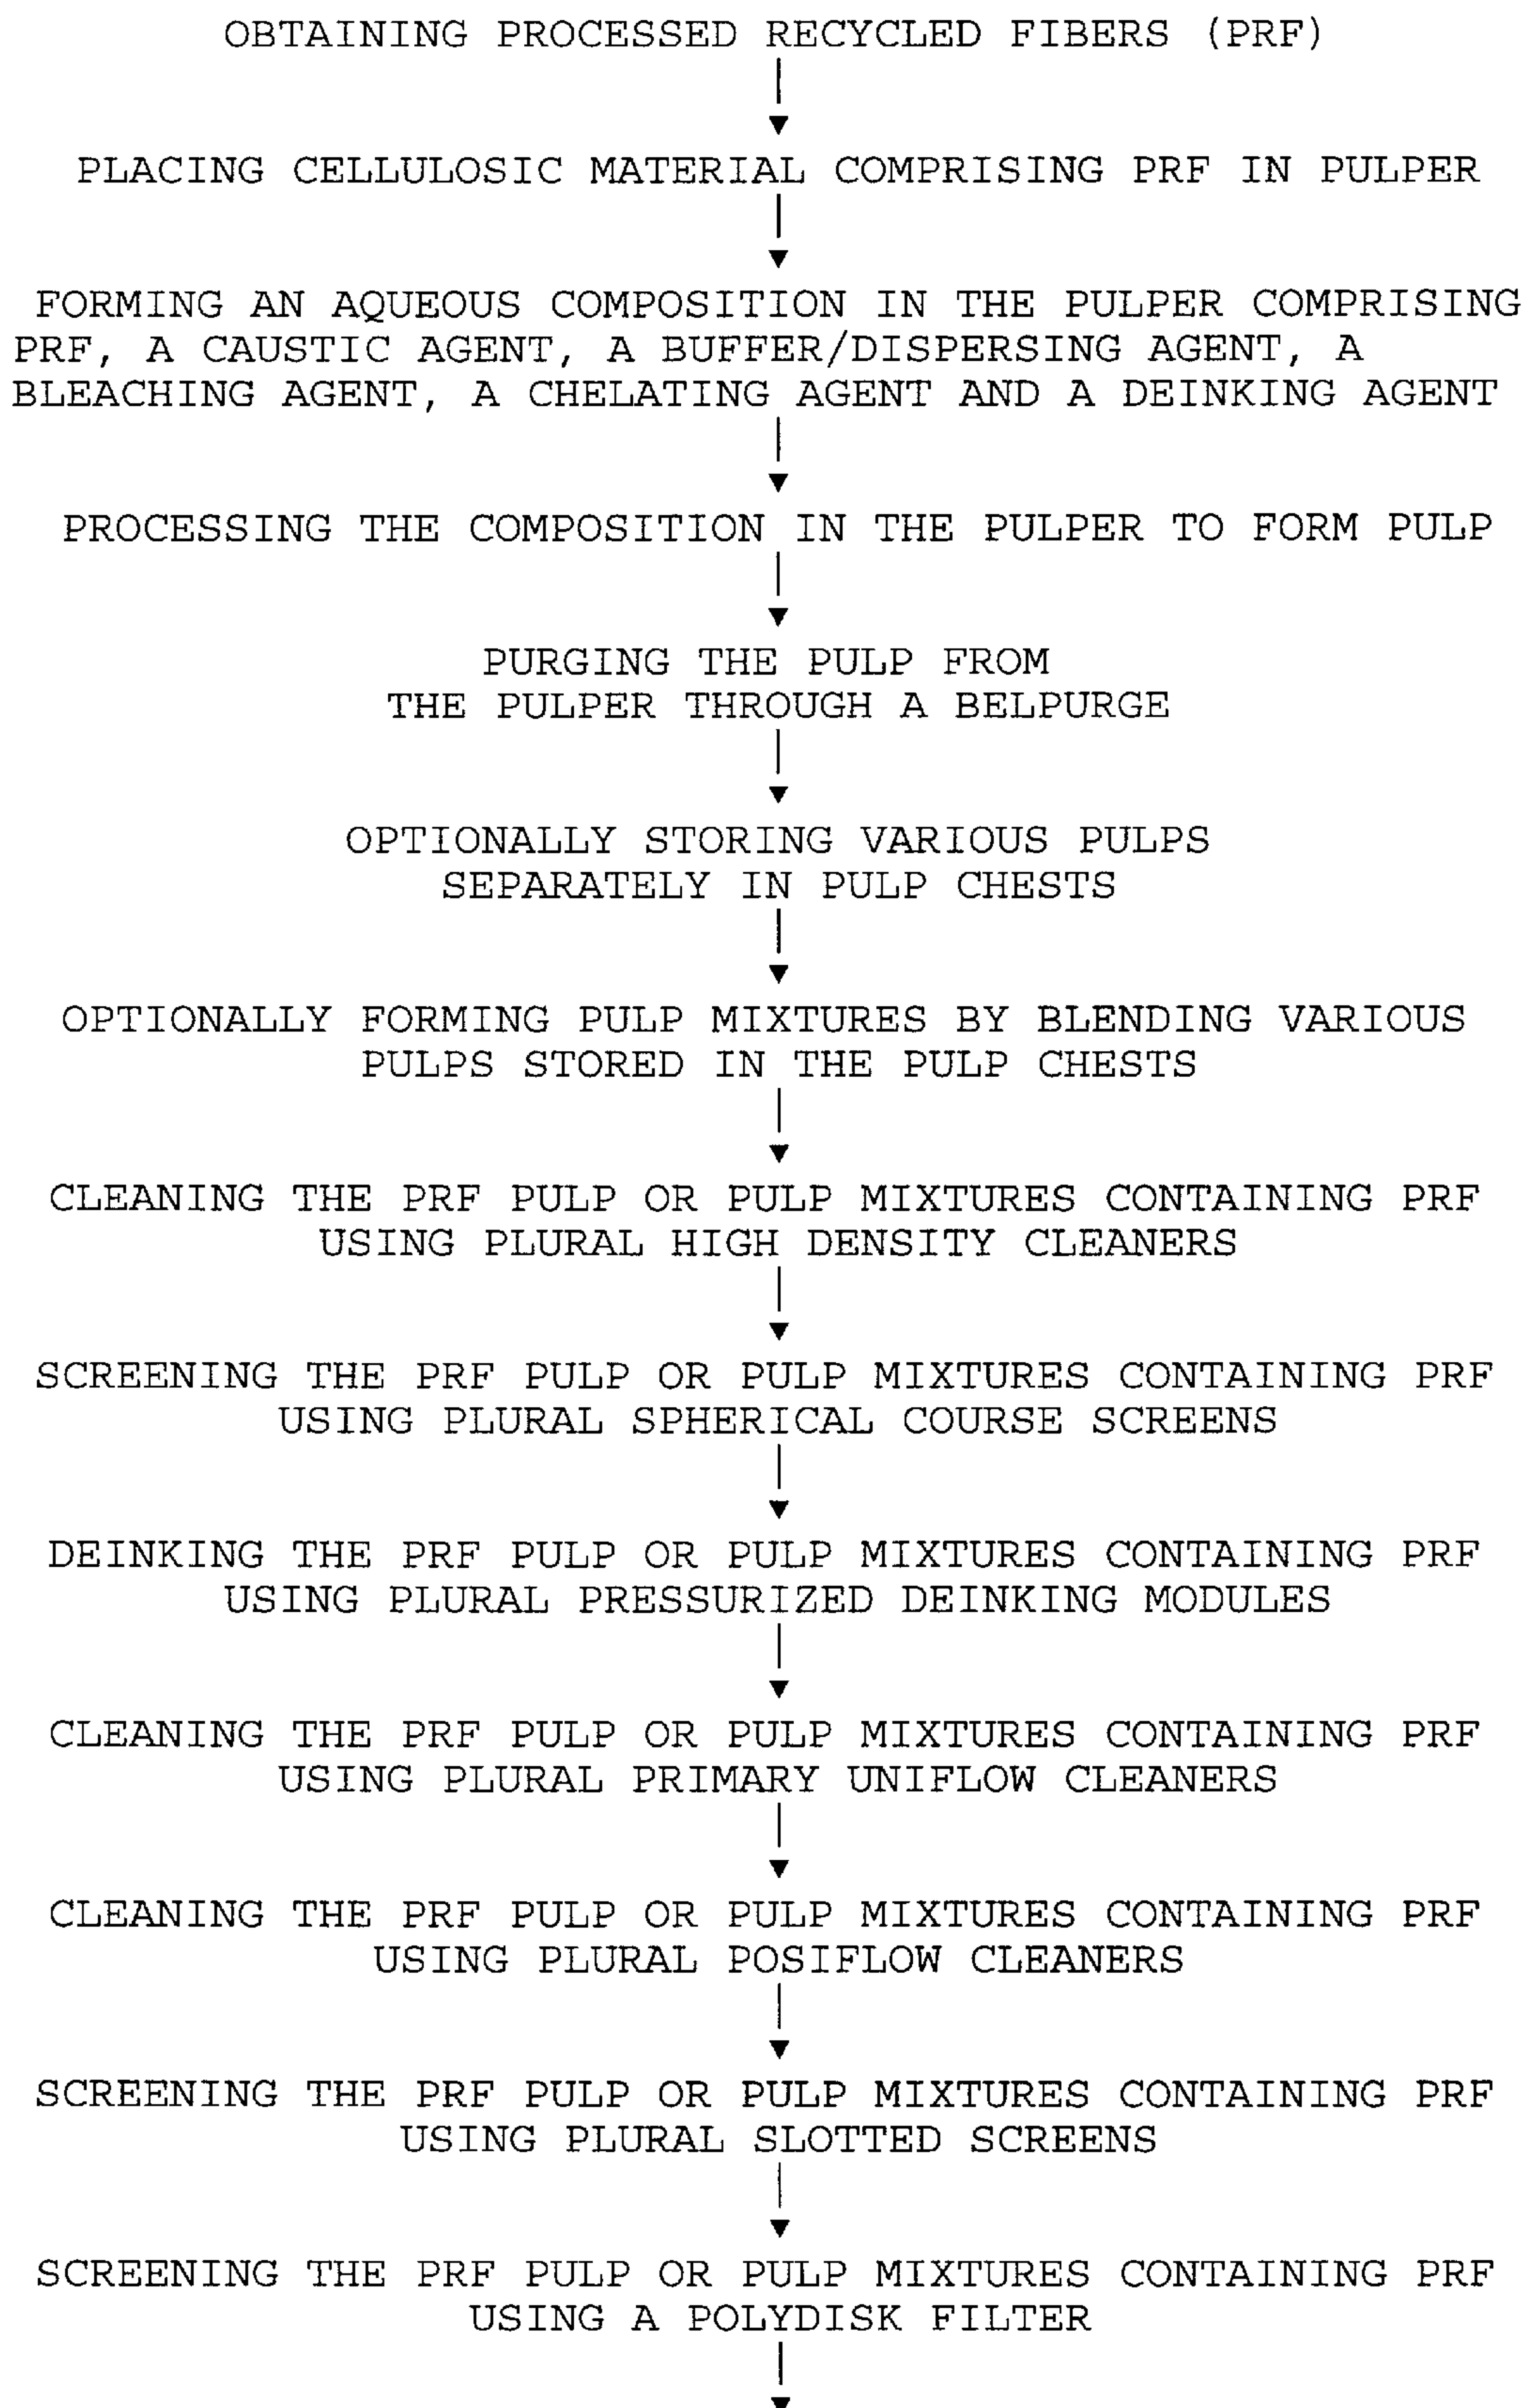 OBTAINING PROCESSED RECYCLED FIBERS (PRF)
PLACING CELLULOSIC MATERIAL COMPRISING PRF IN PULPER
FORMING AN AQUEOUS COMPOSITION IN THE PULPER COMPRISING
PRF, A CAUSTIC AGENT, A BUFFER/DISPERSING AGENT, A
BLEACHING AGENT, A CHELATING AGENT AND A DEINKING AGENT
PROCESSING THE COMPOSITION IN THE PULPER TO FORM PULP
PURGING THE PULP FROM
THE PULPER THROUGH A BELPURGE
OPTIONALLY STORING VARIOUS PULPS
SEPARATELY IN PULP CHESTS
OPTIONALLY FORMING PULP MIXTURES BY BLENDING VARIOUS
PULPS STORED IN THE PULP CHESTS
CLEANING THE PRF PULP OR PULP MIXTURES CONTAINING PRF
USING PLURAL HIGH DENSITY CLEANERS
SCREENING THE PRF PULP OR PULP MIXTURES CONTAINING PRF
USING PLURAL SPHERICAL COURSE SCREENS
DEINKING THE PRF PULP OR PULP MIXTURES CONTAINING PRF
USING PLURAL PRESSURIZED DEINKING MODULES
CLEANING THE PRF PULP OR PULP MIXTURES CONTAINING PRF
USING PLURAL PRIMARY UNIFLOW CLEANERS
CLEANING THE PRF PULP OR PULP MIXTURES CONTAINING PRF
USING PLURAL POSIFLOW CLEANERS
SCREENING THE PRF PULP OR PULP MIXTURES CONTAINING PRF
USING PLURAL SLOTTED SCREENS
SCREENING THE PRF PULP OR PULP MIXTURES CONTAINING PRF
USING A POLYDISK FILTER